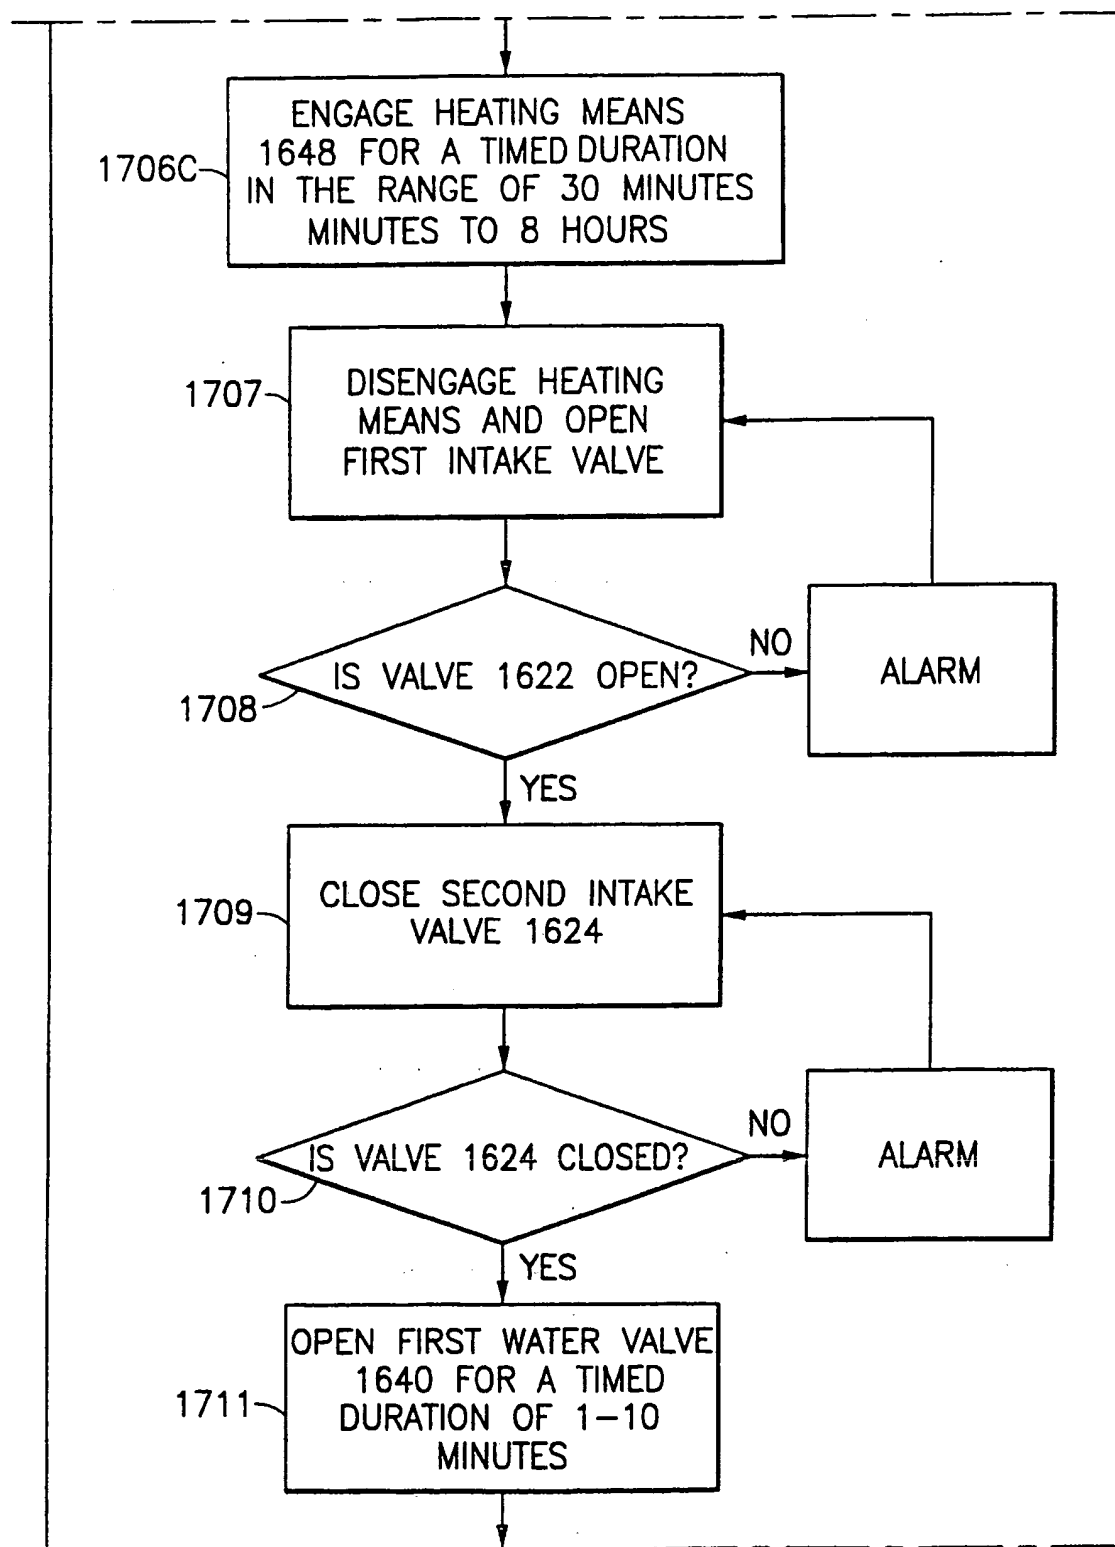 ENGAGE HEATING MEANS
1648 FOR A TIMED DURATION
IN THE RANGE OF 30 MINUTES
MINUTES TO 8 HOURS
1706C
DISENGAGE HEATING
MEANS AND OPEN
FIRST INTAKE VALVE
1707
IS VALVE 1622 OPEN?
1708
NO
ALARM
YES
CLOSE SECOND INTAKE
VALVE 1624
1709
IS VALVE 1624 CLOSED?
1710
NO
ALARM
YES
OPEN FIRST WATER VALVE
1640 FOR A TIMED
DURATION OF 1-10
MINUTES
1711